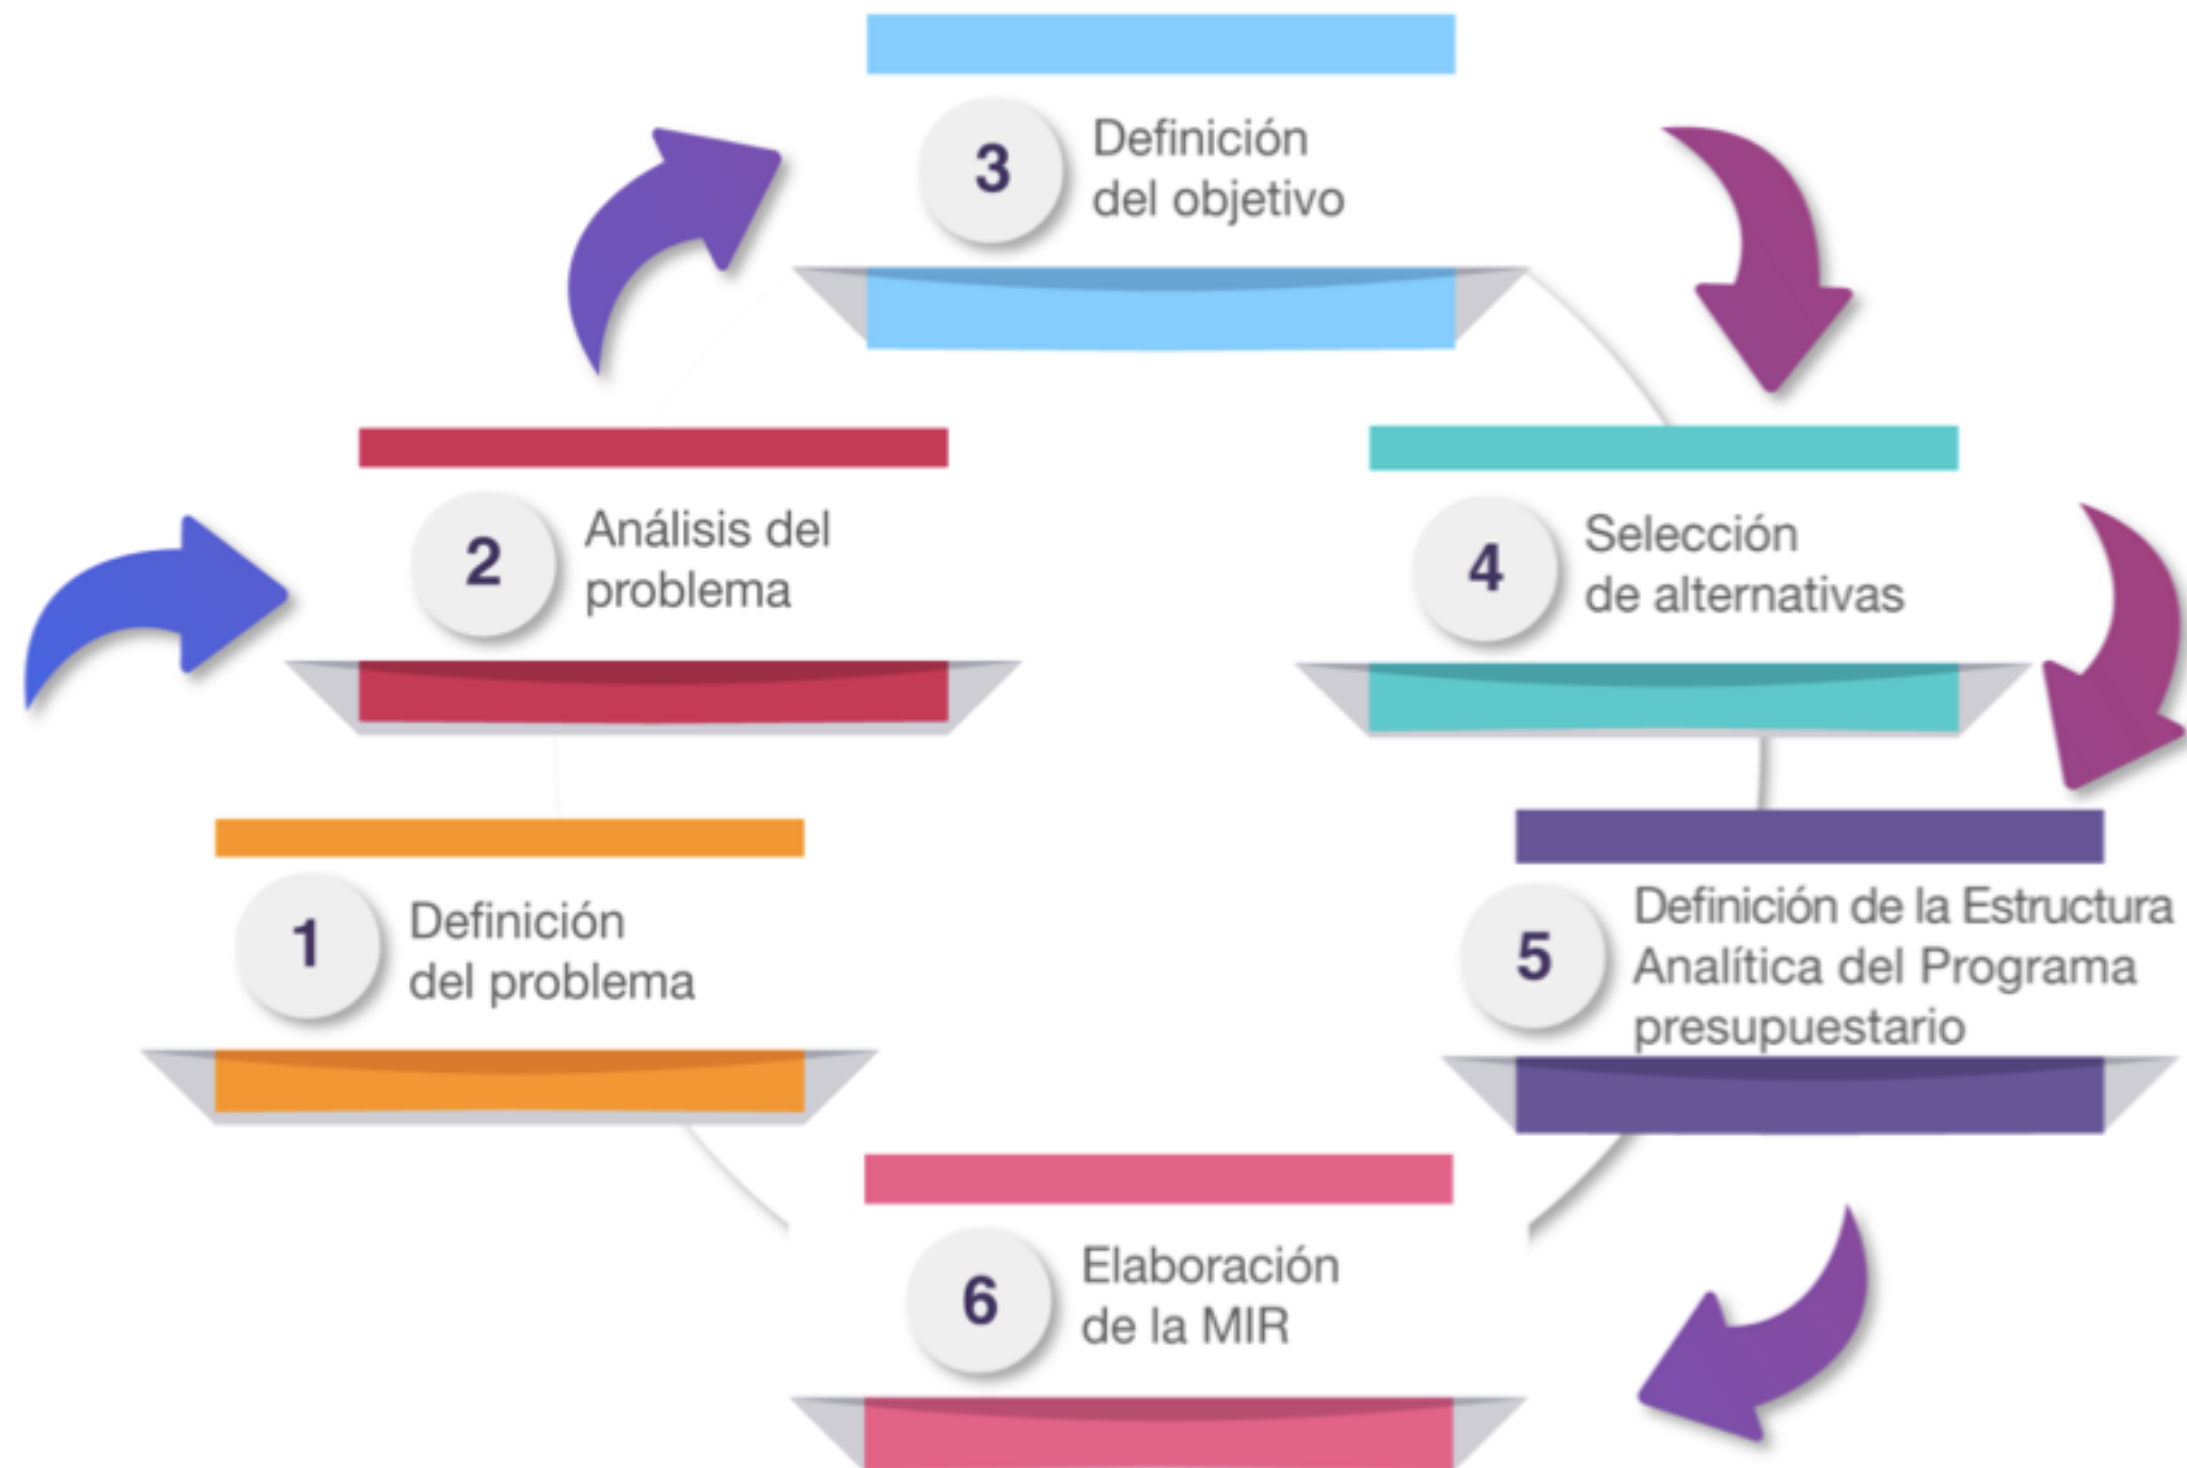 1
Definición
del problema
2
Análisis del
problema
3
Definición
del objetivo
4
Selección
de alternativas
5
Definición de la Estructura
Analítica del Programa
presupuestario
6
Elaboración
de la MIR